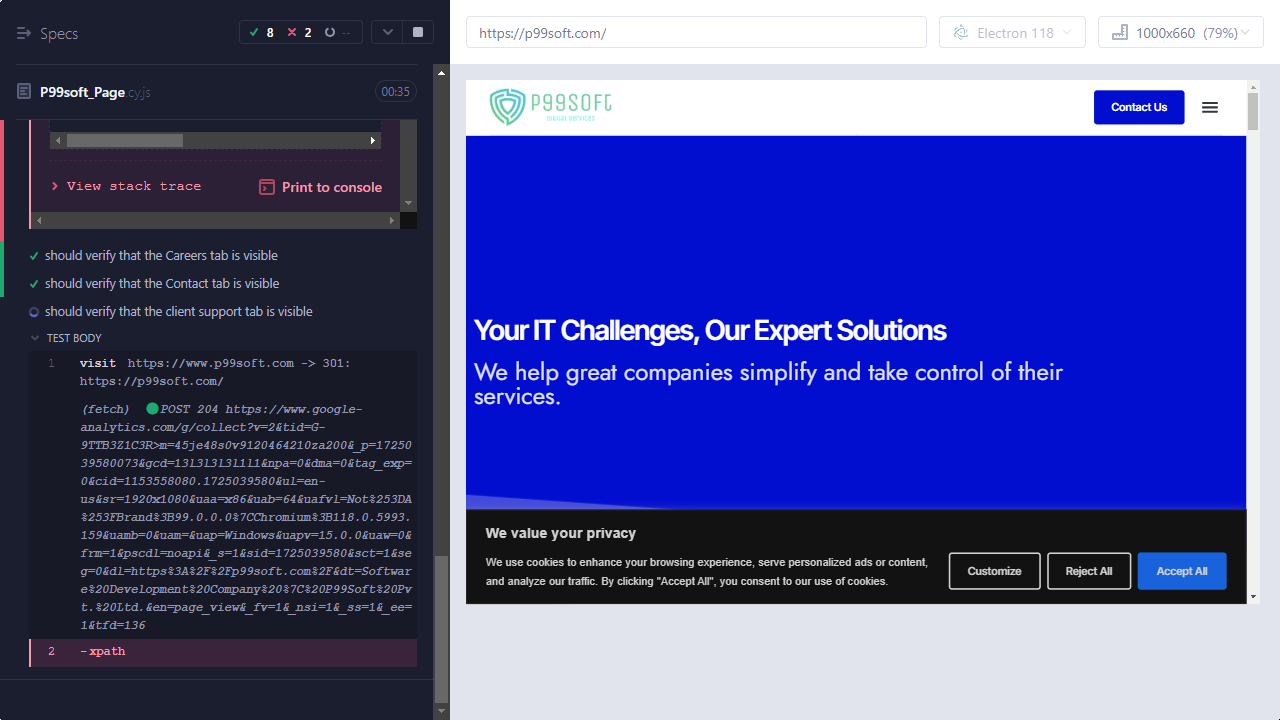 Specs
8 2 --
P99soft_Page.cy.js
00:35
View stack trace
Print to console
should verify that the Careers tab is visible
should verify that the Contact tab is visible
should verify that the client support tab is visible
TEST BODY
1 visit https://www.p99soft.com -> 301:
https://p99soft.com/
(fetch) POST 204 https://www.google-
analytics.com/g/collect?v=2&tid=G-
9TTB3Z1C3R>m=45je48s0v9120464210za200&_p=17250
39580073&gcd=13l3l3l3l1l1&npa=0&dma=0&tag_exp=
0&cid=1153558080.1725039580&ul=en-
us&sr=1920x1080&uaa=x86&uab=64&uafvl=Not%253DA
%253FBrand%3B99.0.0.0%7CChromium%3B118.0.5993.
159&uamb=0&uam=&uap=Windows&uapv=15.0.0&uaw=0&
frm=1&pscdl=noapi&_s=1&sid=1725039580&sct=1&se
g=0&dl=https%3A%2F%2Fp99soft.com%2F&dt=Softwar
e%20Development%20Company%20%7C%20P99Soft%20Pv
t.%20Ltd.&en=page_view&_fv=1&_nsi=1&_ss=1&_ee=
1&tfd=136
2 -xpath
https://p99soft.com/
Electron 118
1000x660 (79%)
P99SOFT
DIGITAL SERVICES
Contact Us
Your IT Challenges, Our Expert Solutions
We help great companies simplify and take control of their
services.
We value your privacy
We use cookies to enhance your browsing experience, serve personalized ads or content,
and analyze our traffic. By clicking "Accept All", you consent to our use of cookies.
Customize
Reject All
Accept All